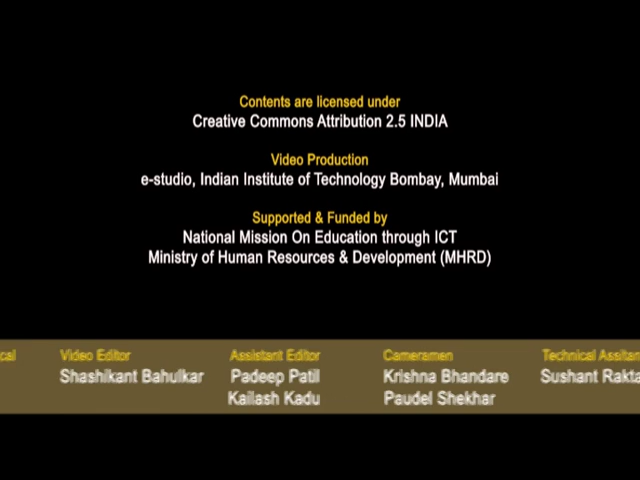 Contents are licensed under
Creative Commons Attribution 2.5 INDIA
Video Production
e-studio, Indian Institute of Technology Bombay, Mumbai
Supported & Funded by
National Mission On Education through ICT
Ministry of Human Resources & Development (MHRD)
Video Editor
Shashikant Bahulkar
Assistant Editor
Padeep Patil
Kailash Kadu
Cameramen
Krishna Bhandare
Paudel Shekhar
Technical
Sushant